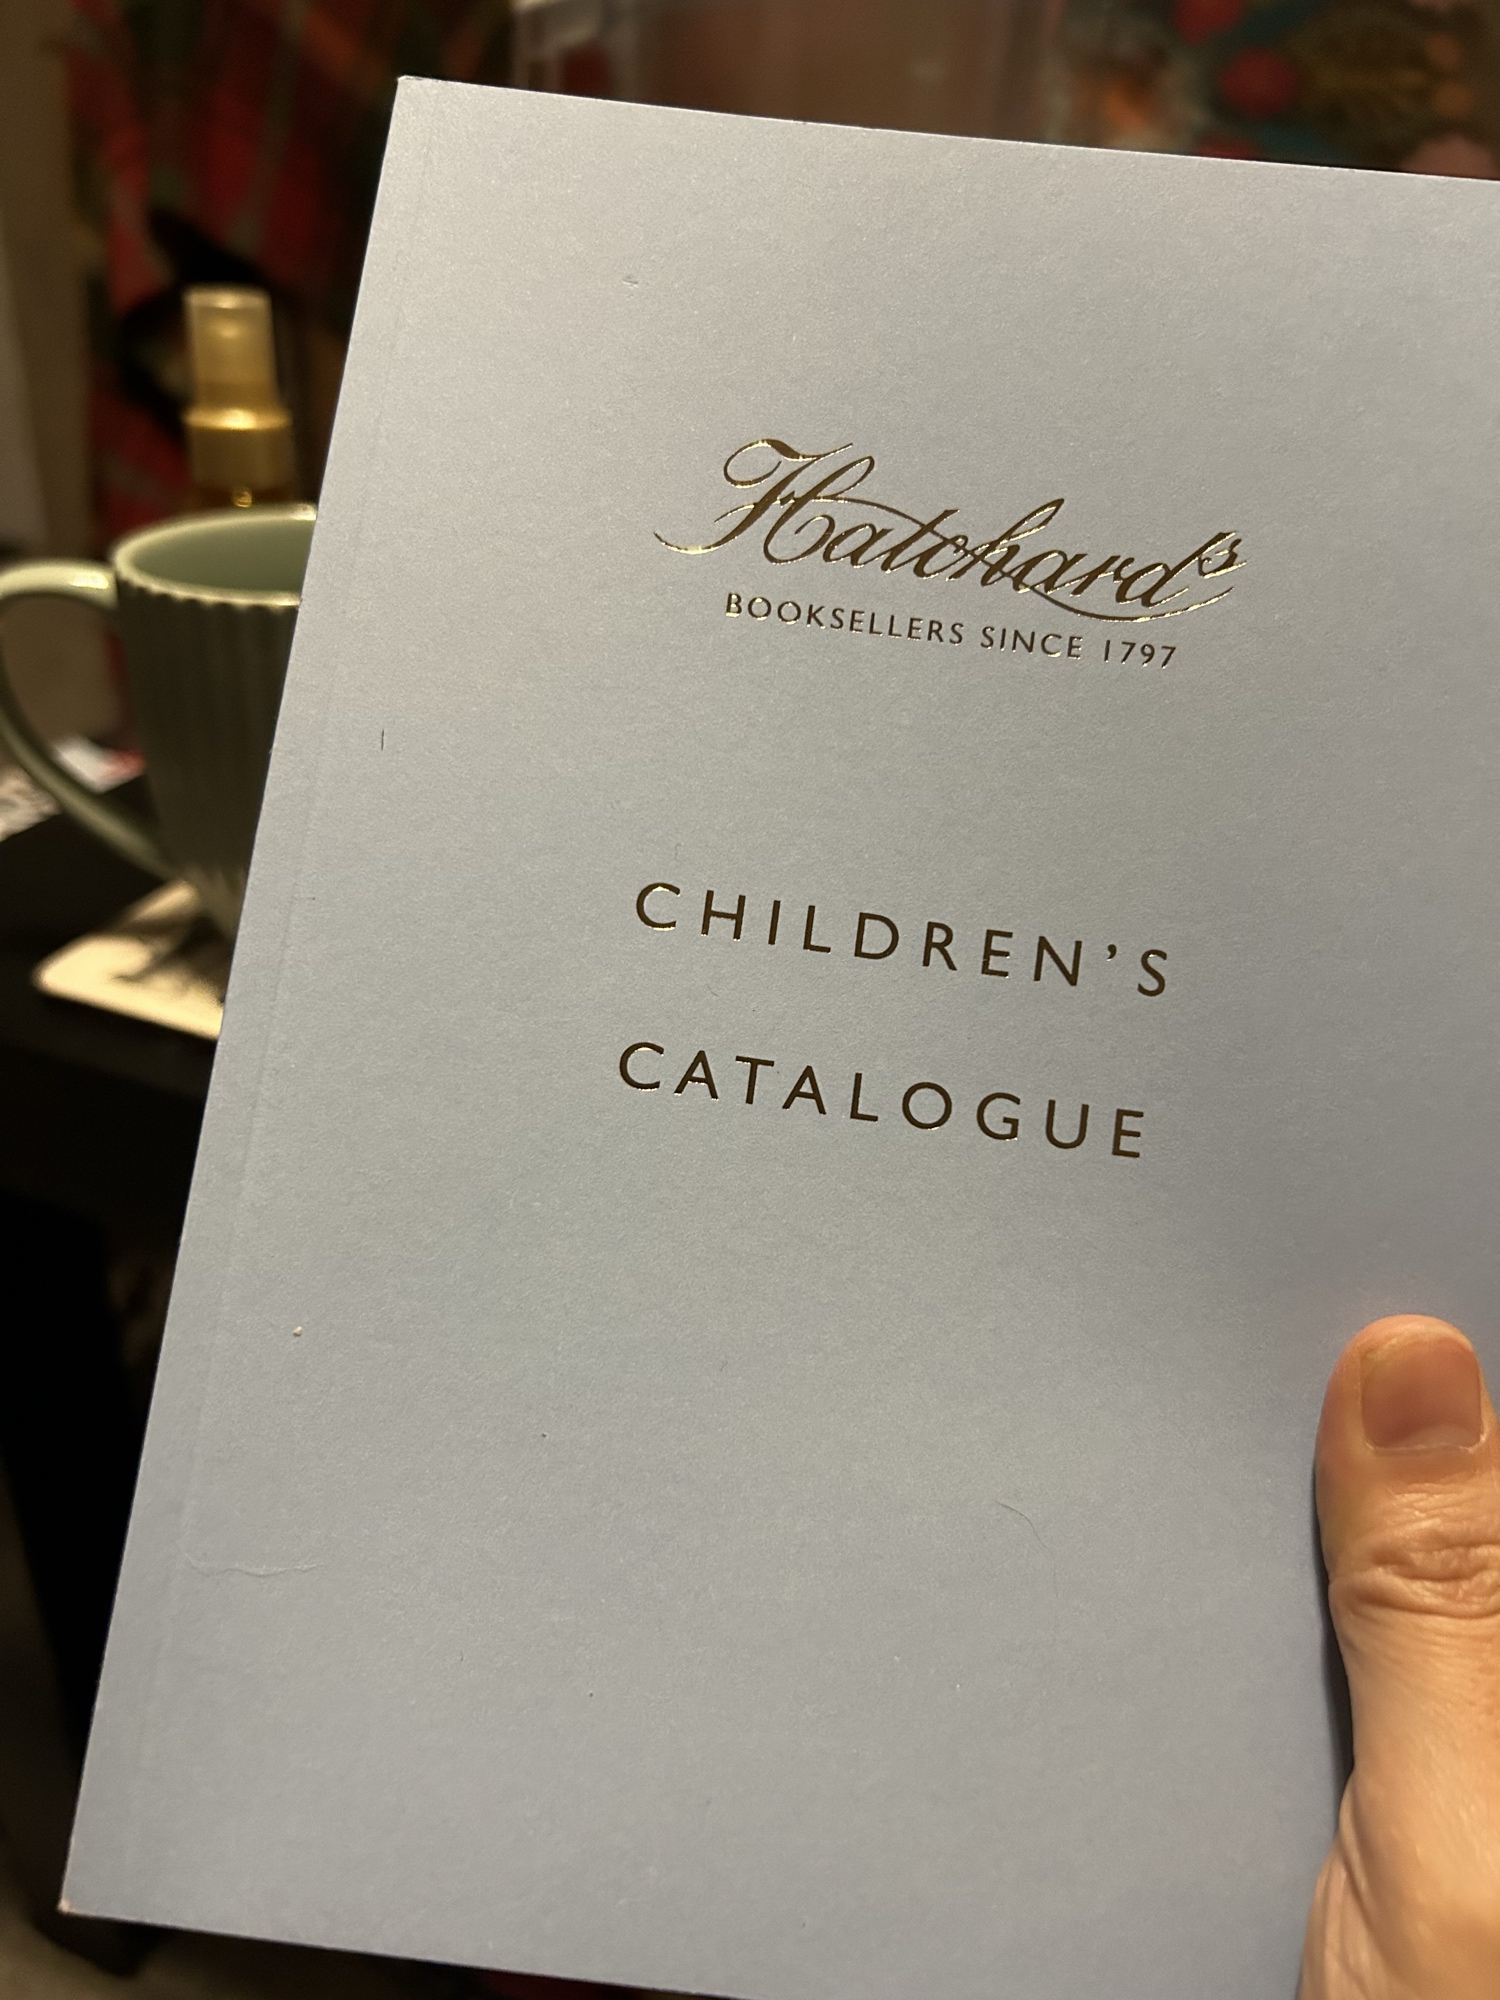 Hatchards
BOOKSELLERS SINCE 1797
CHILDREN'S
CATALOGUE